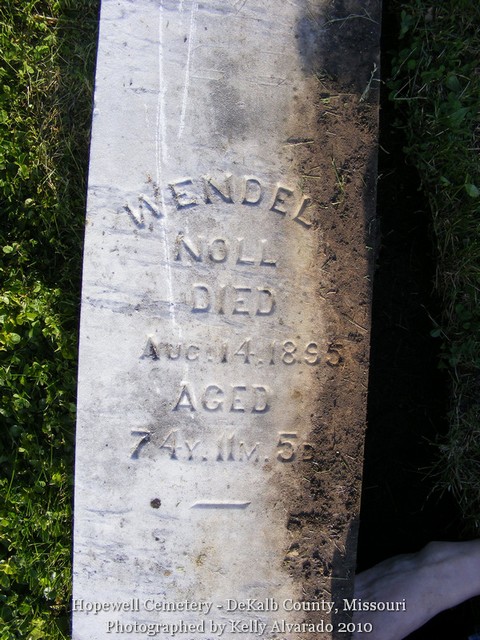 WENDEL
NOLL
DIED
AUG. 14. 1895
AGED
74Y. 11M. 5D
Hopewell Cemetery - DeKalb County, Missouri
Photographed by Kelly Alvarado 2010